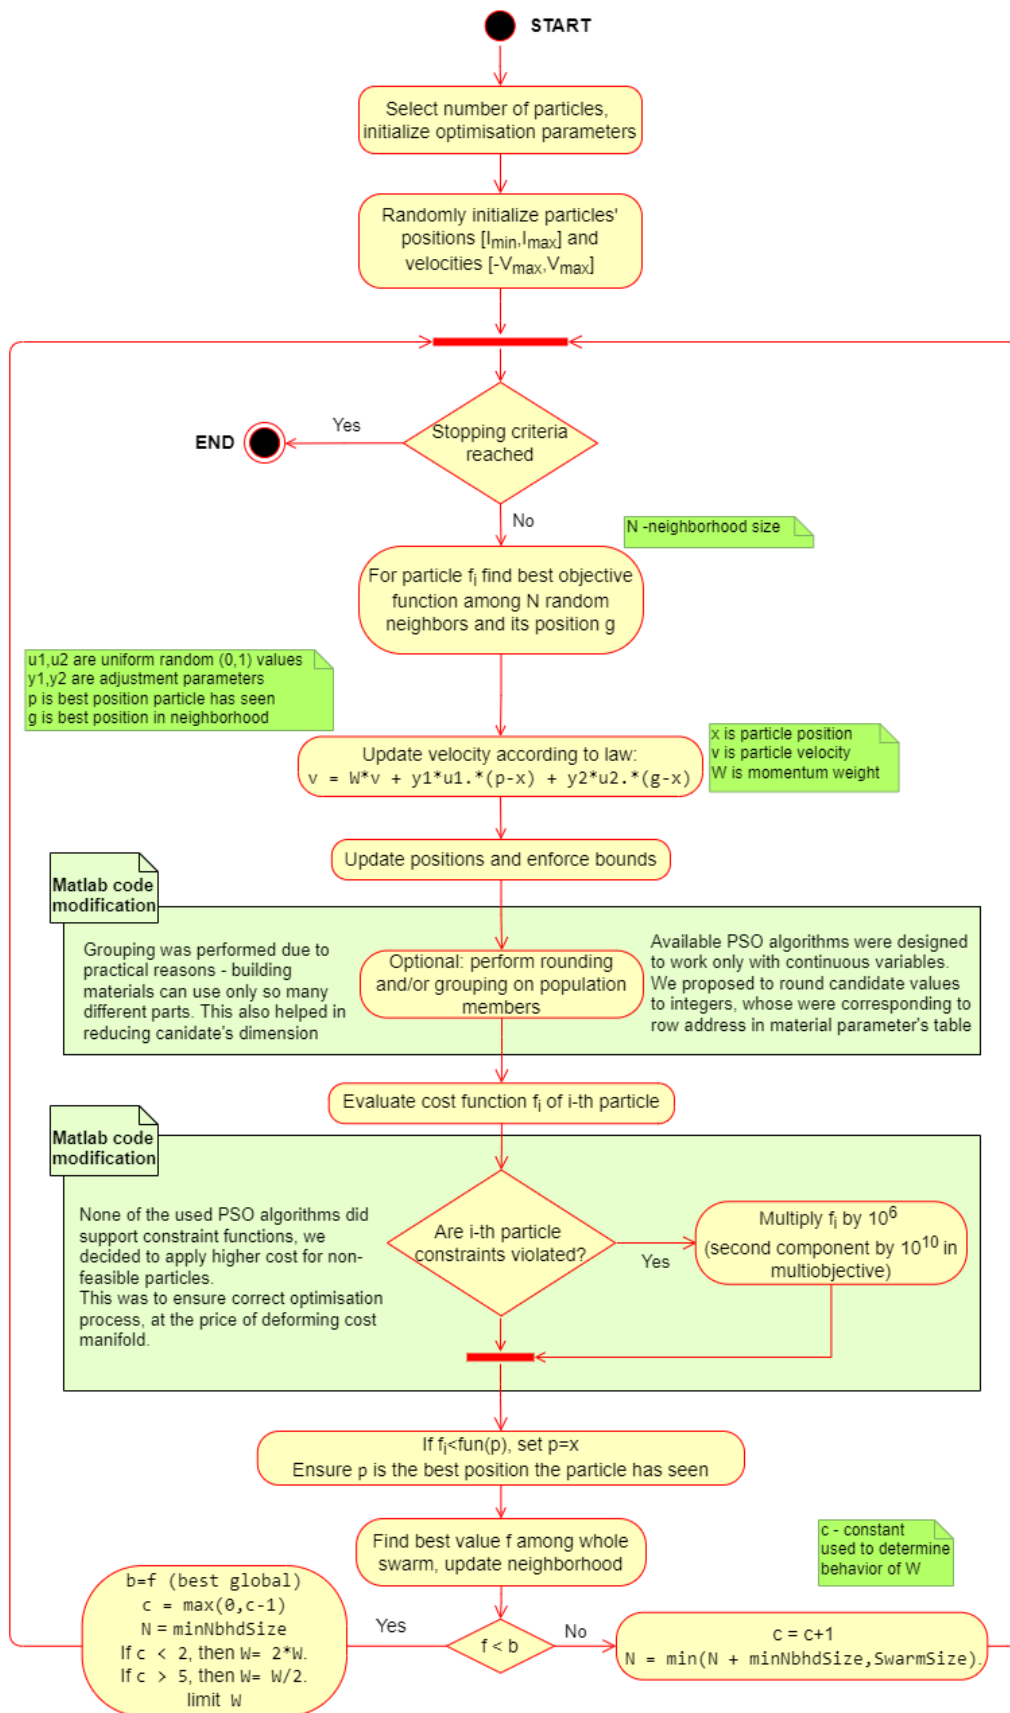 START
Select number of particles,
initialize optimisation parameters
Randomly initialize particles'
positions [Imin,Imax] and
velocities [-Vmax,Vmax]
Stopping criteria
reached
Yes
END
No
N -neighborhood size
For particle fi find best objective
function among N random
neighbors and its position g
u1,u2 are uniform random (0,1) values
y1,y2 are adjustment parameters
p is best position particle has seen
g is best position in neighborhood
x is particle position
v is particle velocity
W is momentum weight
Update velocity according to law:
v = W*v + y1*u1.*(p-x) + y2*u2.*(g-x)
Update positions and enforce bounds
Matlab code
modification
Grouping was performed due to
practical reasons - building
materials can use only so many
different parts. This also helped in
reducing canidate's dimension
Optional: perform rounding
and/or grouping on population
members
Available PSO algorithms were designed
to work only with continuous variables.
We proposed to round candidate values
to integers, whose were corresponding to
row address in material parameter's table
Evaluate cost function fi of i-th particle
Matlab code
modification
None of the used PSO algorithms did
support constraint functions, we
decided to apply higher cost for non-
feasible particles.
This was to ensure correct optimisation
process, at the price of deforming cost
manifold.
Are i-th particle
constraints violated?
Yes
Multiply fi by 10^6
(second component by 10^10 in
multiobjective)
If fi<fun(p), set p=x
Ensure p is the best position the particle has seen
Find best value f among whole
swarm, update neighborhood
c - constant
used to determine
behavior of W
f < b
Yes
No
b=f (best global)
c = max(0,c-1)
N = minNbhdSize
If c < 2, then W= 2*W.
If c > 5, then W= W/2.
limit W
c = c+1
N = min(N + minNbhdSize,SwarmSize).